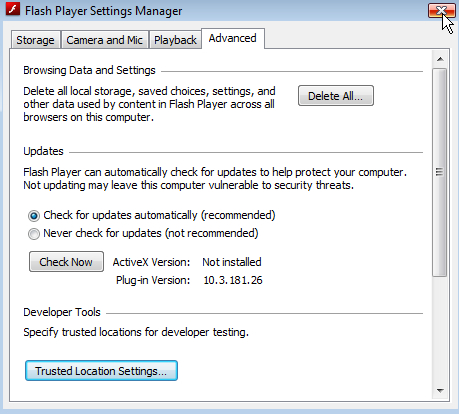 Flash Player Settings Manager
Storage Camera and Mic Playback Advanced
Browsing Data and Settings
Delete all local storage, saved choices, settings, and
other data used by content in Flash Player across all
browsers on this computer.
Delete All...
Updates
Flash Player can automatically check for updates to help protect your computer.
Not updating may leave this computer vulnerable to security threats.
Check for updates automatically (recommended)
Never check for updates (not recommended)
Check Now ActiveX Version: Not installed
Plug-in Version: 10.3.181.26
Developer Tools
Specify trusted locations for developer testing.
Trusted Location Settings...